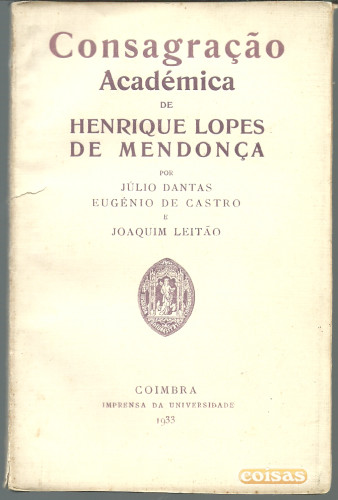 Consagração
Académica
DE
HENRIQUE LOPES
DE MENDONÇA
POR
JÚLIO DANTAS
EUGÉNIO DE CASTRO
E
JOAQUIM LEITÃO
COIMBRA
IMPRENSA DA UNIVERSIDADE
1933
coisas